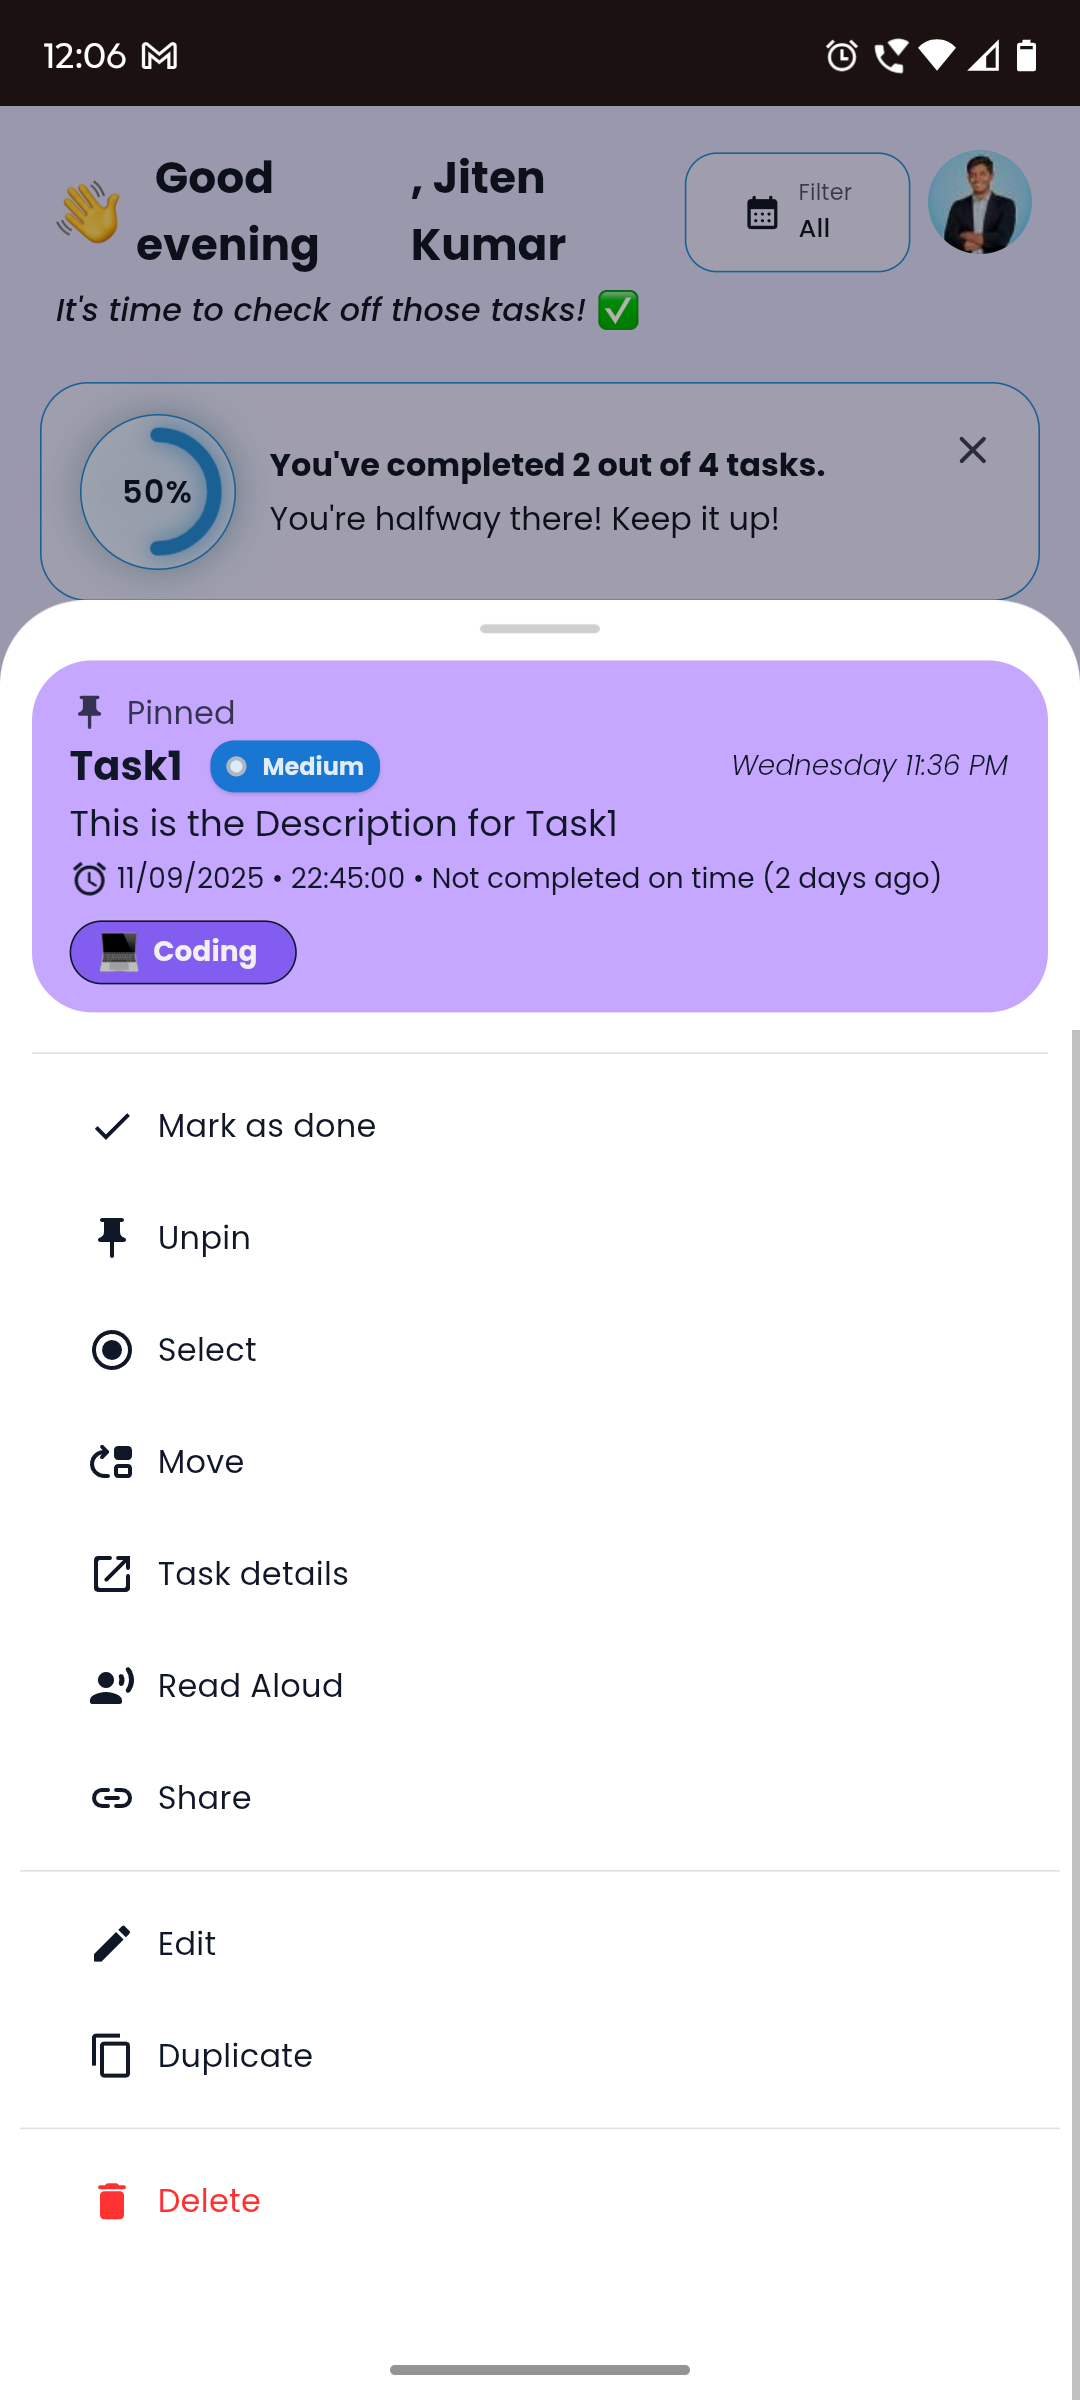 12:06
👋 Good evening, Jiten Kumar
Filter
All
It's time to check off those tasks! ✅
50%
You've completed 2 out of 4 tasks.
You're halfway there! Keep it up!
Pinned
Task1 Medium Wednesday 11:36 PM
This is the Description for Task1
11/09/2025 • 22:45:00 • Not completed on time (2 days ago)
💻 Coding
Mark as done
Unpin
Select
Move
Task details
Read Aloud
Share
Edit
Duplicate
Delete